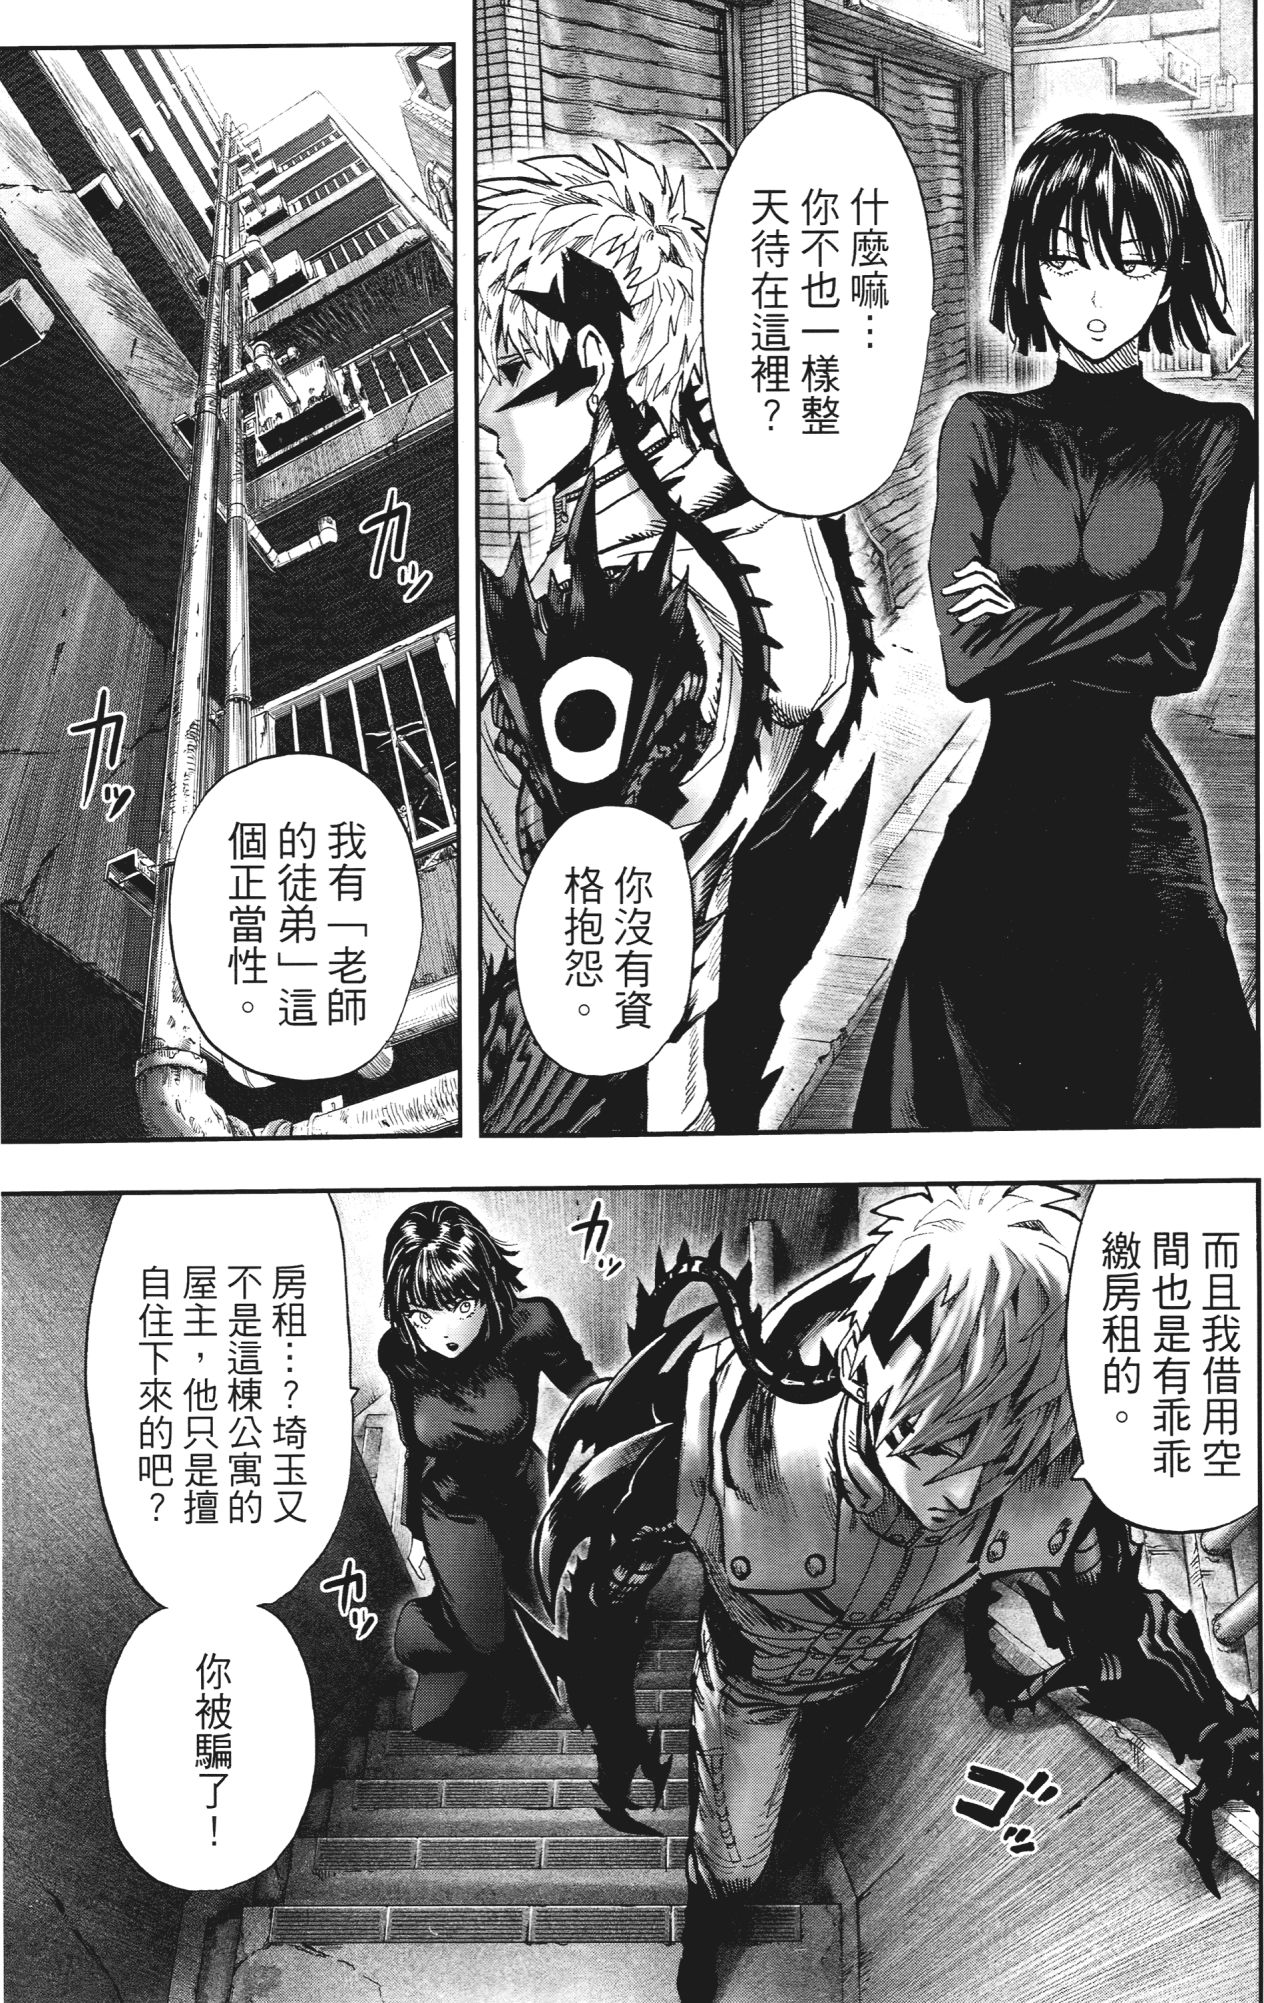 什麼嘛…
你不也一樣整
天待在這裡？
你沒有資
格抱怨。
我有「老師
的徒弟」這
個正當性。
カッ
カッ
而且我借用空
間也是有乖乖
繳房租的。
カッ
カッ
ゴッ
房租…？埼玉又
不是這棟公寓的
屋主，他只是擅
自住下來的吧？
你被騙了！